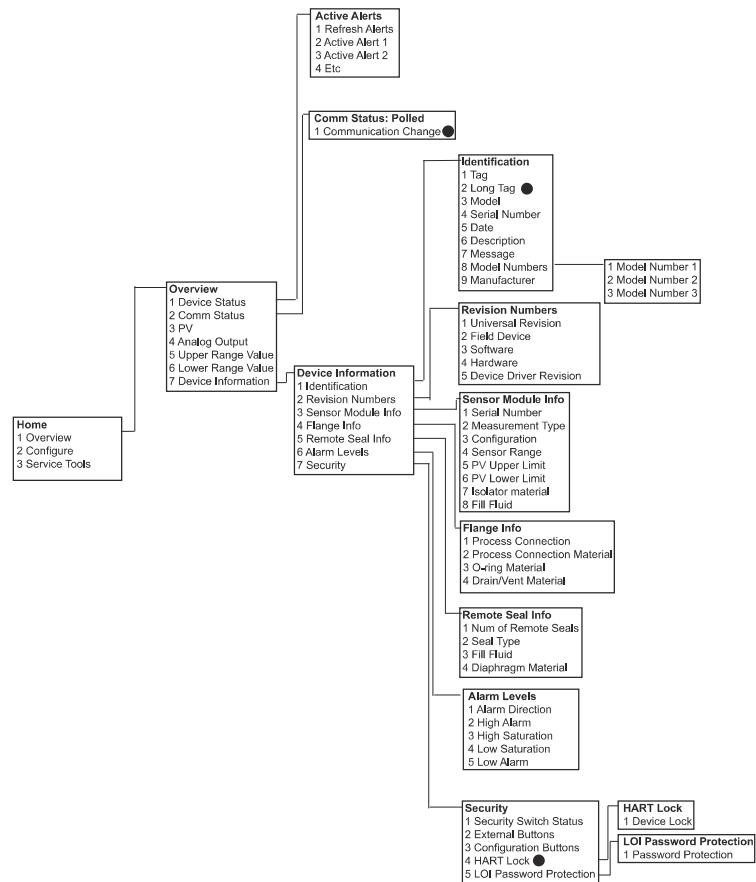 Active Alerts
1 Refresh Alerts
2 Active Alert 1
3 Active Alert 2
4 Etc
Comm Status: Polled
1 Communication Change
Identification
1 Tag
2 Long Tag
3 Model
4 Serial Number
5 Date
6 Description
7 Message
8 Model Numbers
9 Manufacturer
1 Model Number 1
2 Model Number 2
3 Model Number 3
Overview
1 Device Status
2 Comm Status
3 PV
4 Analog Output
5 Upper Range Value
6 Lower Range Value
7 Device Information
Revision Numbers
1 Universal Revision
2 Field Device
3 Software
4 Hardware
5 Device Driver Revision
Device Information
1 Identification
2 Revision Numbers
3 Sensor Module Info
4 Flange Info
5 Remote Seal Info
6 Alarm Levels
7 Security
Home
1 Overview
2 Configure
3 Service Tools
Sensor Module Info
1 Serial Number
2 Measurement Type
3 Configuration
4 Sensor Range
5 PV Upper Limit
6 PV Lower Limit
7 Isolator material
8 Fill Fluid
Flange Info
1 Process Connection
2 Process Connection Material
3 O-ring Material
4 Drain/Vent Material
Remote Seal Info
1 Num of Remote Seals
2 Seal Type
3 Fill Fluid
4 Diaphragm Material
Alarm Levels
1 Alarm Direction
2 High Alarm
3 High Saturation
4 Low Saturation
5 Low Alarm
Security
1 Security Switch Status
2 External Buttons
3 Configuration Buttons
4 HART Lock
5 LOI Password Protection
HART Lock
1 Device Lock
LOI Password Protection
1 Password Protection